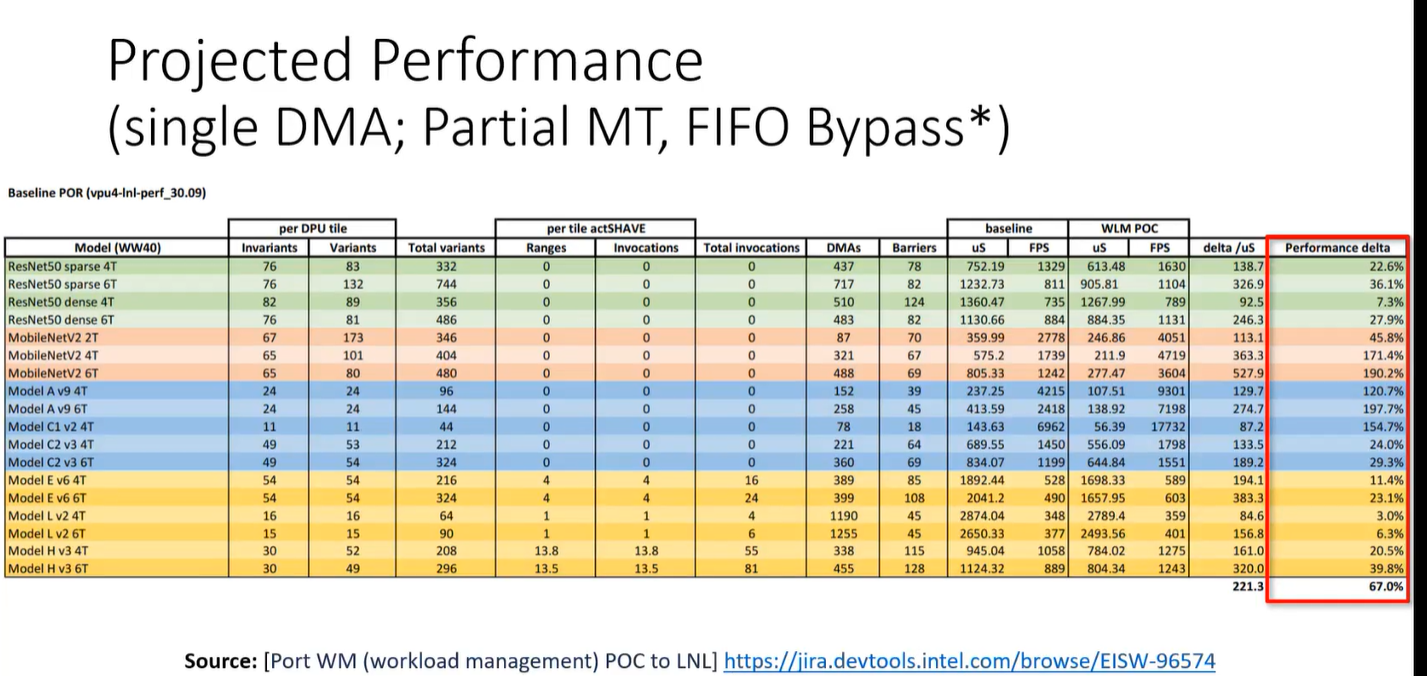 Projected Performance
(single DMA; Partial MT, FIFO Bypass*)
Baseline POR (vpu4-lnl-perf_30.09)
per DPU tile per tile actSHAVE baseline WLM POC
Model (WW40) Invariants Variants Total variants Ranges Invocations Total invocations DMAs Barriers uS FPS uS FPS delta /uS Performance delta
ResNet50 sparse 4T 76 83 332 0 0 0 437 78 752.19 1329 613.48 1630 138.7 22.6%
ResNet50 sparse 6T 76 132 744 0 0 0 717 82 1232.73 811 905.81 1104 326.9 36.1%
ResNet50 dense 4T 82 89 356 0 0 0 510 124 1360.47 735 1267.99 789 92.5 7.3%
ResNet50 dense 6T 76 81 486 0 0 0 483 82 1130.66 884 884.35 1131 246.3 27.9%
MobileNetV2 2T 67 173 346 0 0 0 87 70 359.99 2778 246.86 4051 113.1 45.8%
MobileNetV2 4T 65 101 404 0 0 0 321 67 575.2 1739 211.9 4719 363.3 171.4%
MobileNetV2 6T 65 80 480 0 0 0 488 69 805.33 1242 277.47 3604 527.9 190.2%
Model A v9 4T 24 24 96 0 0 0 152 39 237.25 4215 107.51 9301 129.7 120.7%
Model A v9 6T 24 24 144 0 0 0 258 45 413.59 2418 138.92 7198 274.7 197.7%
Model C1 v2 4T 11 11 44 0 0 0 78 18 143.63 6962 56.39 17732 87.2 154.7%
Model C2 v3 4T 49 53 212 0 0 0 221 64 689.55 1450 556.09 1798 133.5 24.0%
Model C2 v3 6T 49 54 324 0 0 0 360 69 834.07 1199 644.84 1551 189.2 29.3%
Model E v6 4T 54 54 216 4 4 16 389 85 1892.44 528 1698.33 589 194.1 11.4%
Model E v6 6T 54 54 324 4 4 24 399 108 2041.2 490 1657.95 603 383.3 23.1%
Model L v2 4T 16 16 64 1 1 4 1190 45 2874.04 348 2789.4 359 84.6 3.0%
Model L v2 6T 15 15 90 1 1 6 1255 45 2650.33 377 2493.56 401 156.8 6.3%
Model H v3 4T 30 52 208 13.8 13.8 55 338 115 945.04 1058 784.02 1275 161.0 20.5%
Model H v3 6T 30 49 296 13.5 13.5 81 455 128 1124.32 889 804.34 1243 320.0 39.8%
221.3 67.0%
Source: [Port WM (workload management) POC to LNL] https://jira.devtools.intel.com/browse/EISW-96574